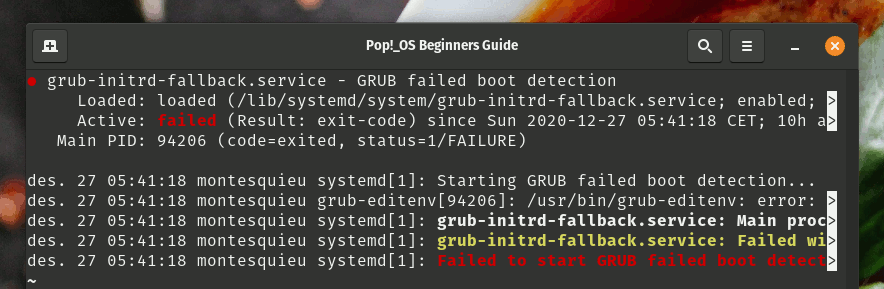 Pop!_OS Beginners Guide
● grub-initrd-fallback.service - GRUB failed boot detection
Loaded: loaded (/lib/systemd/system/grub-initrd-fallback.service; enabled; >
Active: failed (Result: exit-code) since Sun 2020-12-27 05:41:18 CET; 10h a>
Main PID: 94206 (code=exited, status=1/FAILURE)
des. 27 05:41:18 montesquieu systemd[1]: Starting GRUB failed boot detection...
des. 27 05:41:18 montesquieu grub-editenv[94206]: /usr/bin/grub-editenv: error: >
des. 27 05:41:18 montesquieu systemd[1]: grub-initrd-fallback.service: Main proc>
des. 27 05:41:18 montesquieu systemd[1]: grub-initrd-fallback.service: Failed wi>
des. 27 05:41:18 montesquieu systemd[1]: Failed to start GRUB failed boot detect>
~